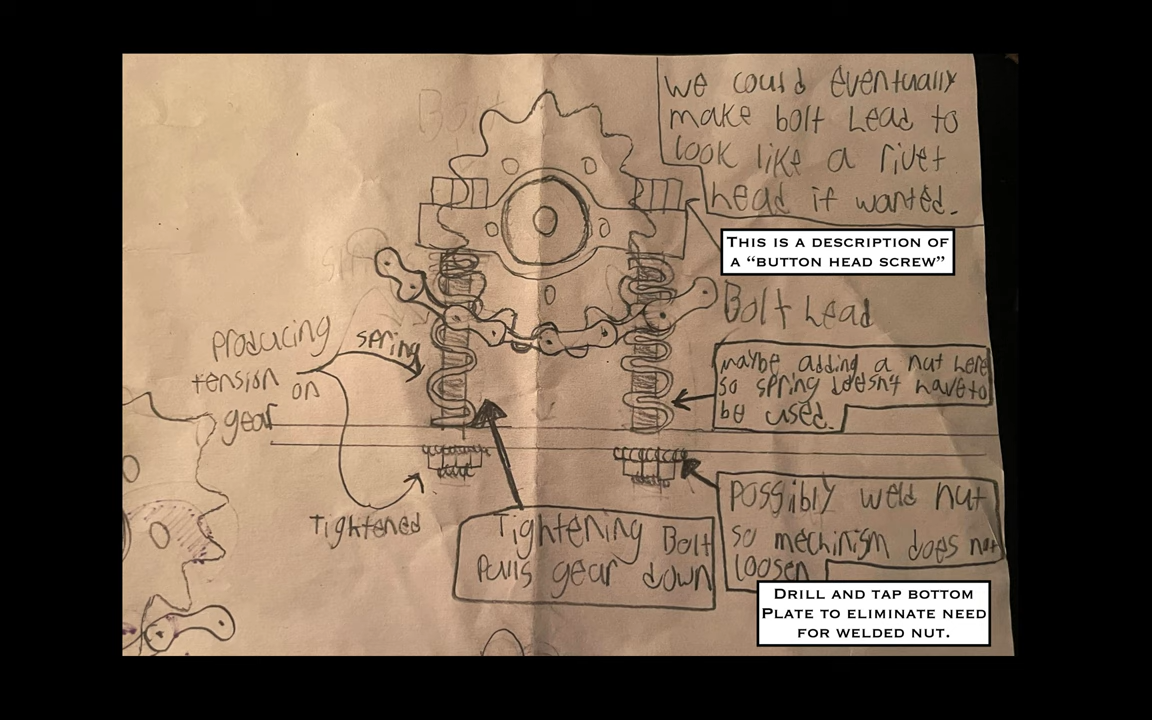 we could eventually
make bolt Lead to
look like a rivet
head if wanted.
THIS IS A DESCRIPTION OF
A “BUTTON HEAD SCREW”
Bolt
Bolt Lead
producing
tension on
gear
spring
maybe adding a nut here
so spring doesn't have to
be used.
Tightened
Tightening Bolt
Pulls gear down
Possibly weld nut
so mechinism does not
loosen
DRILL AND TAP BOTTOM
PLATE TO ELIMINATE NEED
FOR WELDED NUT.